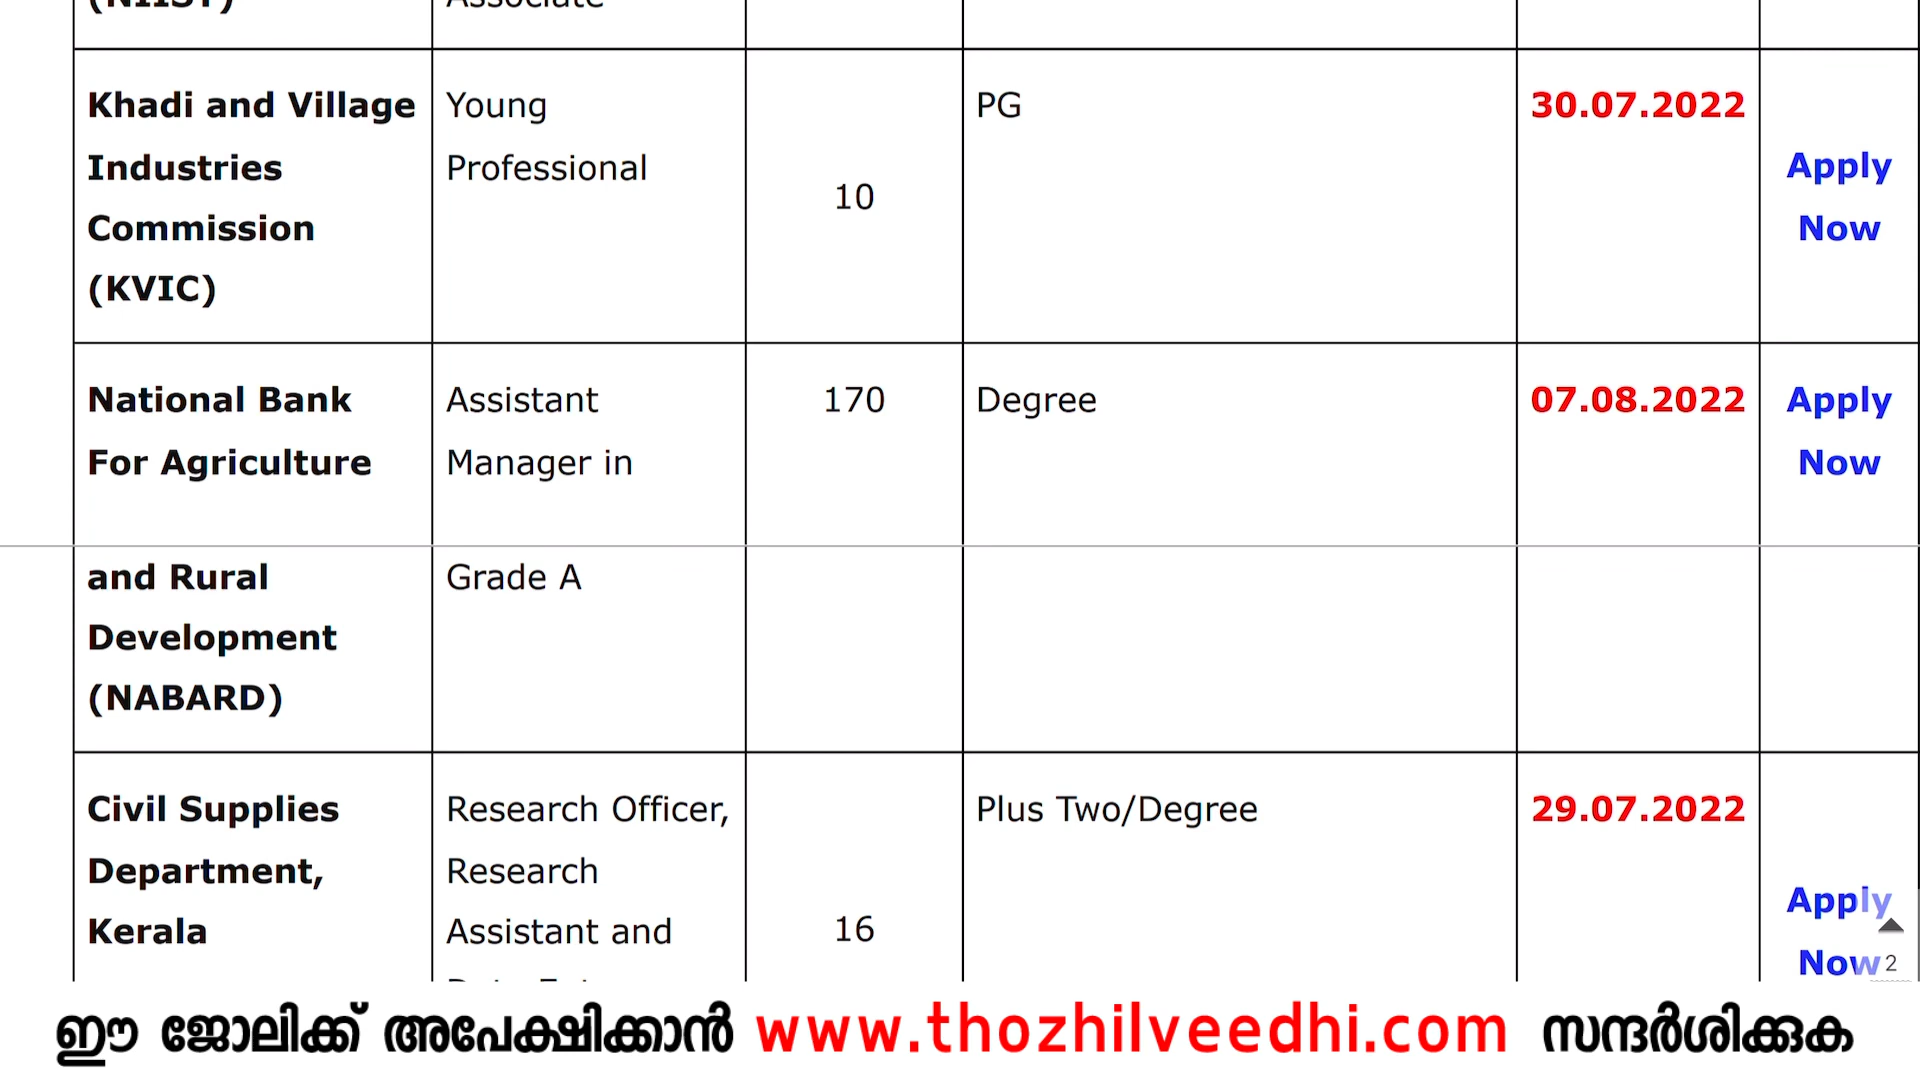 (NIIST)
Associate
Khadi and Village
Industries
Commission
(KVIC)
Young
Professional
10
PG
30.07.2022
Apply
Now
National Bank
For Agriculture
and Rural
Development
(NABARD)
Assistant
Manager in
Grade A
170
Degree
07.08.2022
Apply
Now
Civil Supplies
Department,
Kerala
Research Officer,
Research
Assistant and
16
Plus Two/Degree
29.07.2022
Apply
Now
2
ഈ ജോലിക്ക് അപേക്ഷിക്കാൻ www.thozhilveedhi.com സന്ദർശിക്കുക